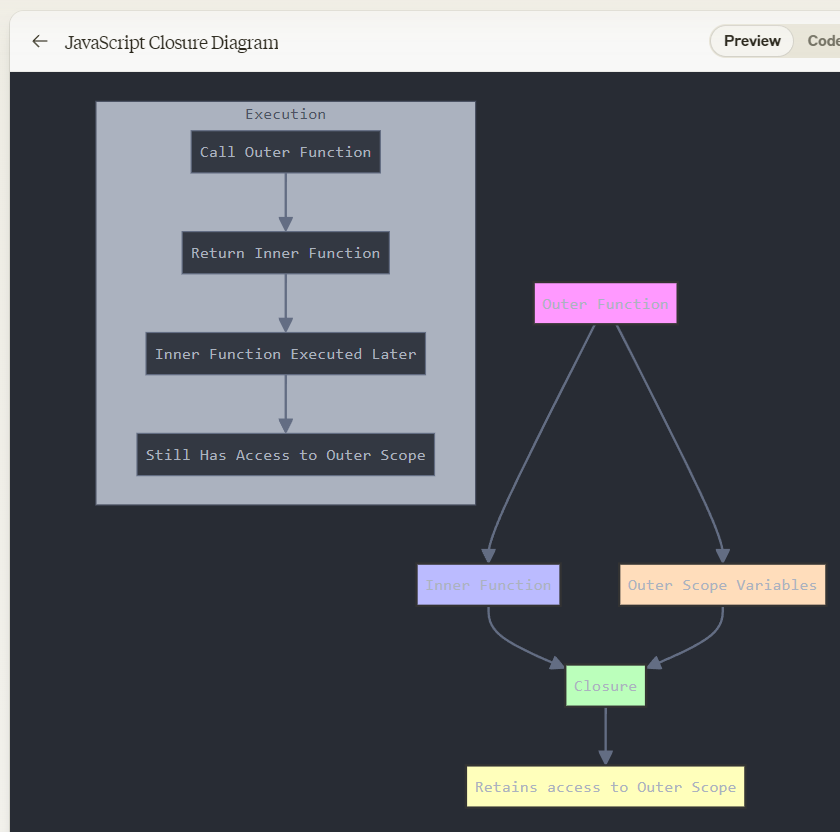 JavaScript Closure Diagram
Preview
Code
Execution
Call Outer Function
Return Inner Function
Inner Function Executed Later
Still Has Access to Outer Scope
Outer Function
Inner Function
Outer Scope Variables
Closure
Retains access to Outer Scope